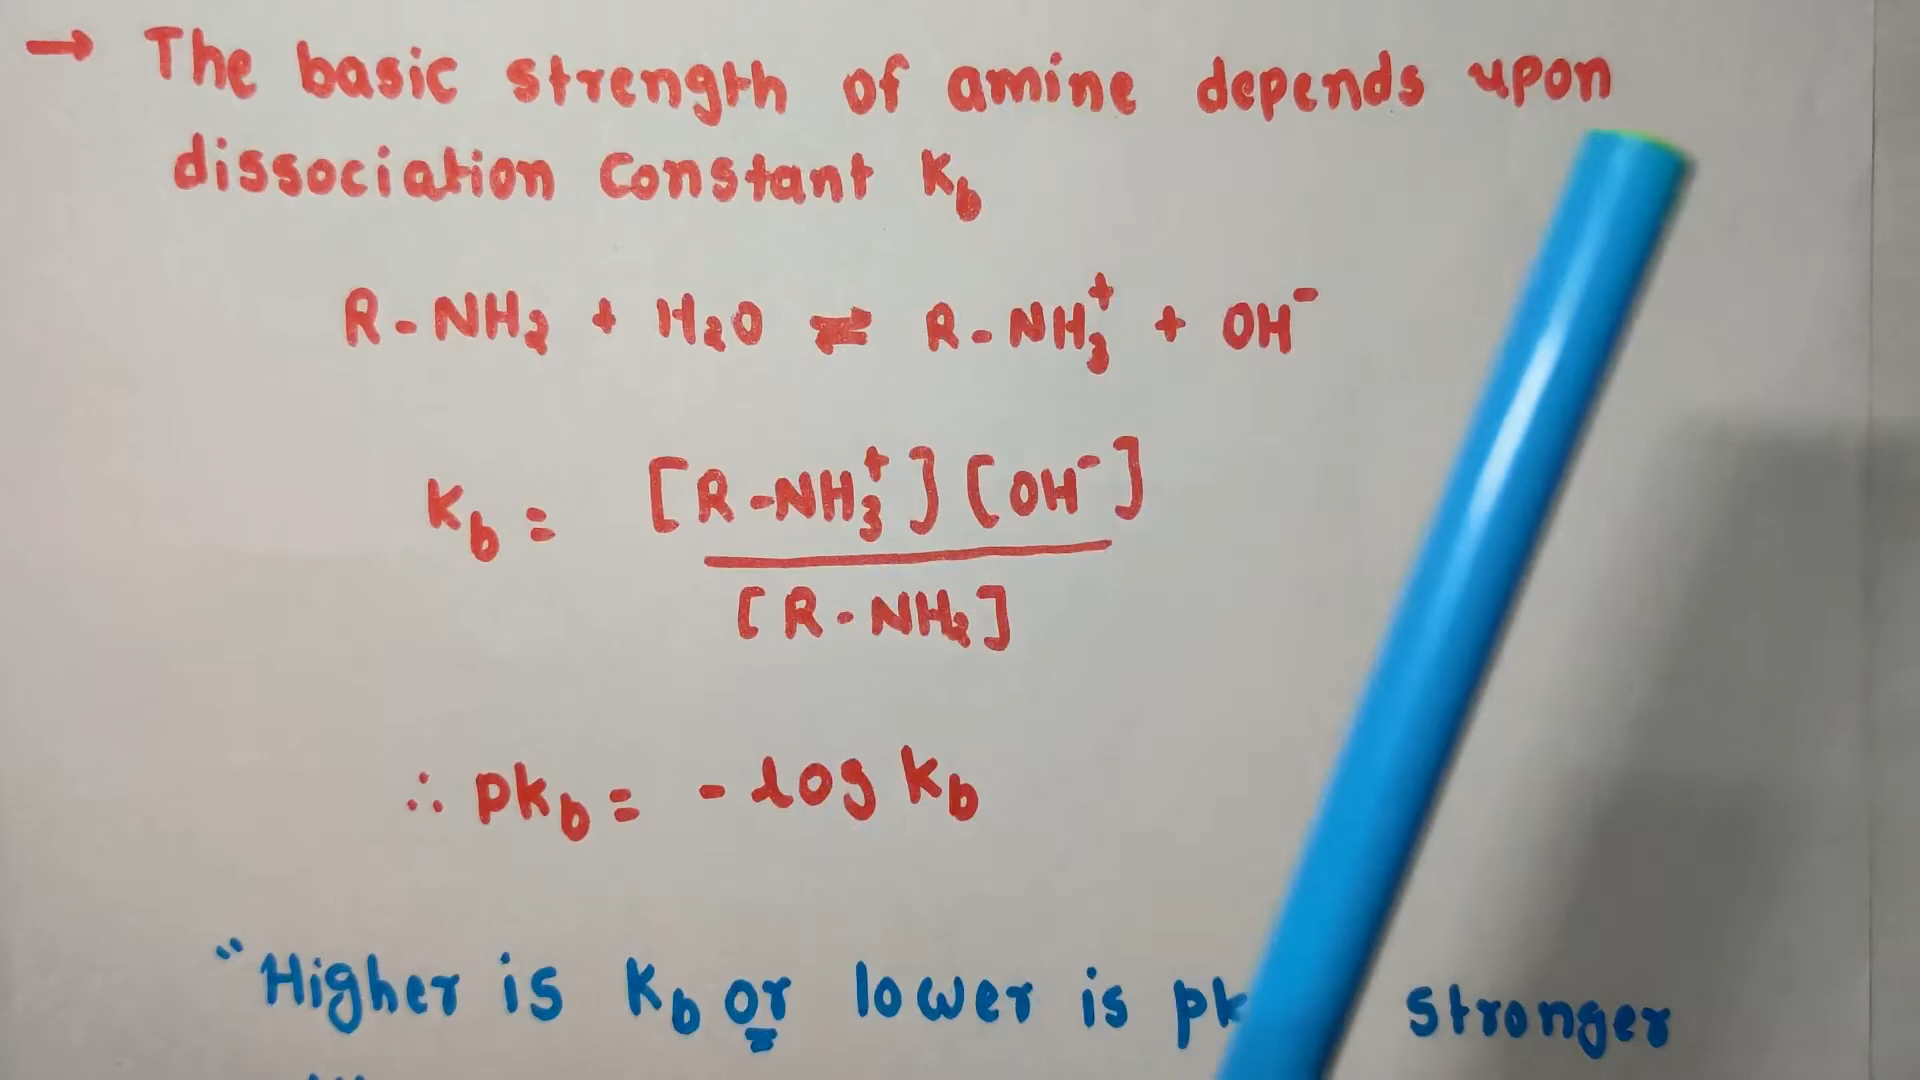 → The basic strength of amine depends upon
dissociation constant Kb
R-NH₂ + H₂O ⇌ R-NH₃⁺ + OH⁻
Kb = [R-NH₃⁺] [OH⁻]
[R-NH₂]
∴ pkb = - log Kb
"Higher is Kb or lower is pk stronger